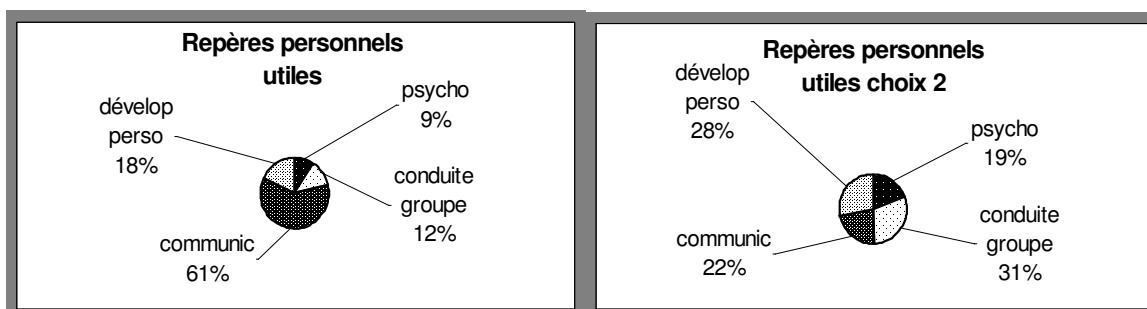 Repères personnels
utiles
dévelop
perso
18%
psycho
9%
conduite
groupe
12%
communic
61%
Repères personnels
utiles choix 2
dévelop
perso
28%
psycho
19%
conduite
groupe
31%
communic
22%